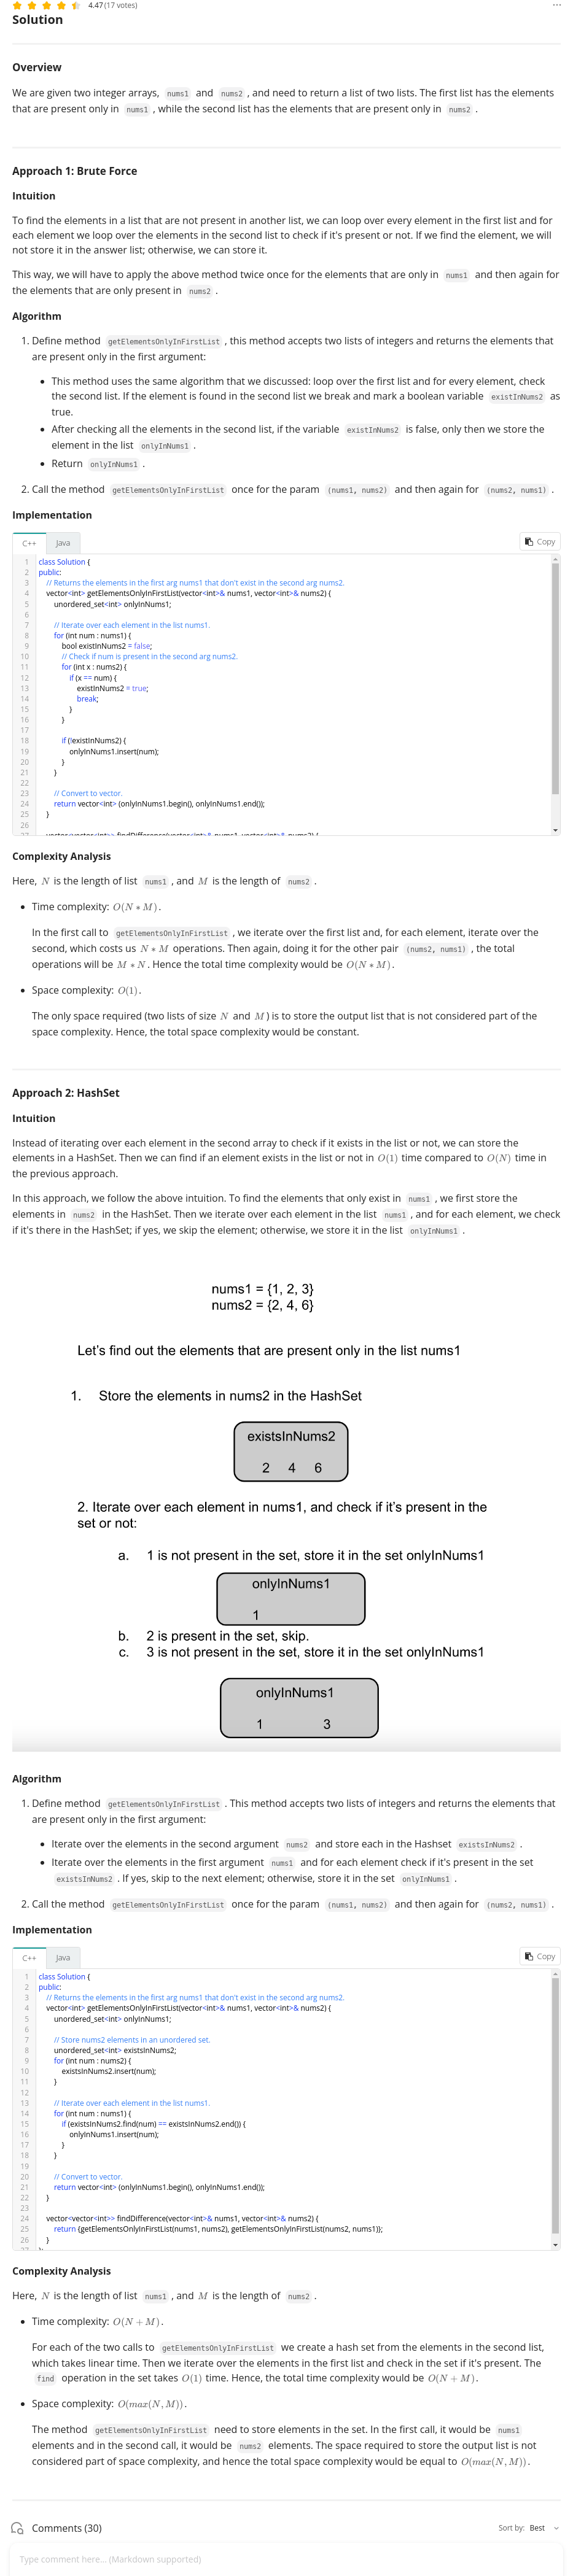 4.47 (17 votes)
Solution
Overview
We are given two integer arrays, nums1 and nums2 , and need to return a list of two lists. The first list has the elements
that are present only in nums1 , while the second list has the elements that are present only in nums2 .
Approach 1: Brute Force
Intuition
To find the elements in a list that are not present in another list, we can loop over every element in the first list and for
each element we loop over the elements in the second list to check if it's present or not. If we find the element, we will
not store it in the answer list; otherwise, we can store it.
This way, we will have to apply the above method twice once for the elements that are only in nums1 and then again for
the elements that are only present in nums2 .
Algorithm
1. Define method getElementsOnlyInFirstList , this method accepts two lists of integers and returns the elements that
are present only in the first argument:
• This method uses the same algorithm that we discussed: loop over the first list and for every element, check
the second list. If the element is found in the second list we break and mark a boolean variable existInNums2 as
true.
• After checking all the elements in the second list, if the variable existInNums2 is false, only then we store the
element in the list onlyInNums1 .
• Return onlyInNums1 .
2. Call the method getElementsOnlyInFirstList once for the param (nums1, nums2) and then again for (nums2, nums1) .
Implementation
C++ Java Copy
1 class Solution {
2 public:
3 // Returns the elements in the first arg nums1 that don't exist in the second arg nums2.
4 vector<int> getElementsOnlyInFirstList(vector<int>& nums1, vector<int>& nums2) {
5 unordered_set<int> onlyInNums1;
6
7 // Iterate over each element in the list nums1.
8 for (int num : nums1) {
9 bool existInNums2 = false;
10 // Check if num is present in the second arg nums2.
11 for (int x : nums2) {
12 if (x == num) {
13 existInNums2 = true;
14 break;
15 }
16 }
17
18 if (!existInNums2) {
19 onlyInNums1.insert(num);
20 }
21 }
22
23 // Convert to vector.
24 return vector<int> (onlyInNums1.begin(), onlyInNums1.end());
25 }
26
27 vector<vector<int>> findDifference(vector<int>& nums1, vector<int>& nums2) {
Complexity Analysis
Here, N is the length of list nums1 , and M is the length of nums2 .
• Time complexity: O(N * M).
In the first call to getElementsOnlyInFirstList , we iterate over the first list and, for each element, iterate over the
second, which costs us N * M operations. Then again, doing it for the other pair (nums2, nums1) , the total
operations will be M * N. Hence the total time complexity would be O(N * M).
• Space complexity: O(1).
The only space required (two lists of size N and M) is to store the output list that is not considered part of the
space complexity. Hence, the total space complexity would be constant.
Approach 2: HashSet
Intuition
Instead of iterating over each element in the second array to check if it exists in the list or not, we can store the
elements in a HashSet. Then we can find if an element exists in the list or not in O(1) time compared to O(N) time in
the previous approach.
In this approach, we follow the above intuition. To find the elements that only exist in nums1 , we first store the
elements in nums2 in the HashSet. Then we iterate over each element in the list nums1 , and for each element, we check
if it's there in the HashSet; if yes, we skip the element; otherwise, we store it in the list onlyInNums1 .
nums1 = {1, 2, 3}
nums2 = {2, 4, 6}
Let's find out the elements that are present only in the list nums1
1. Store the elements in nums2 in the HashSet
existsInNums2
2 4 6
2. Iterate over each element in nums1, and check if it's present in the
set or not:
a. 1 is not present in the set, store it in the set onlyInNums1
onlyInNums1
1
b. 2 is present in the set, skip.
c. 3 is not present in the set, store it in the set onlyInNums1
onlyInNums1
1 3
Algorithm
1. Define method getElementsOnlyInFirstList . This method accepts two lists of integers and returns the elements that
are present only in the first argument:
• Iterate over the elements in the second argument nums2 and store each in the Hashset existsInNums2 .
• Iterate over the elements in the first argument nums1 and for each element check if it's present in the set
existsInNums2 . If yes, skip to the next element; otherwise, store it in the set onlyInNums1 .
2. Call the method getElementsOnlyInFirstList once for the param (nums1, nums2) and then again for (nums2, nums1) .
Implementation
C++ Java Copy
1 class Solution {
2 public:
3 // Returns the elements in the first arg nums1 that don't exist in the second arg nums2.
4 vector<int> getElementsOnlyInFirstList(vector<int>& nums1, vector<int>& nums2) {
5 unordered_set<int> onlyInNums1;
6
7 // Store nums2 elements in an unordered set.
8 unordered_set<int> existsInNums2;
9 for (int num : nums2) {
10 existsInNums2.insert(num);
11 }
12
13 // Iterate over each element in the list nums1.
14 for (int num : nums1) {
15 if (existsInNums2.find(num) == existsInNums2.end()) {
16 onlyInNums1.insert(num);
17 }
18 }
19
20 // Convert to vector.
21 return vector<int> (onlyInNums1.begin(), onlyInNums1.end());
22 }
23
24 vector<vector<int>> findDifference(vector<int>& nums1, vector<int>& nums2) {
25 return {getElementsOnlyInFirstList(nums1, nums2), getElementsOnlyInFirstList(nums2, nums1)};
26 }
27 };
Complexity Analysis
Here, N is the length of list nums1 , and M is the length of nums2 .
• Time complexity: O(N + M).
For each of the two calls to getElementsOnlyInFirstList we create a hash set from the elements in the second list,
which takes linear time. Then we iterate over the elements in the first list and check in the set if it's present. The
find operation in the set takes O(1) time. Hence, the total time complexity would be O(N + M).
• Space complexity: O(max(N, M)).
The method getElementsOnlyInFirstList need to store elements in the set. In the first call, it would be nums1
elements and in the second call, it would be nums2 elements. The space required to store the output list is not
considered part of space complexity, and hence the total space complexity would be equal to O(max(N, M)).
Comments (30) Sort by: Best
Type comment here... (Markdown supported)